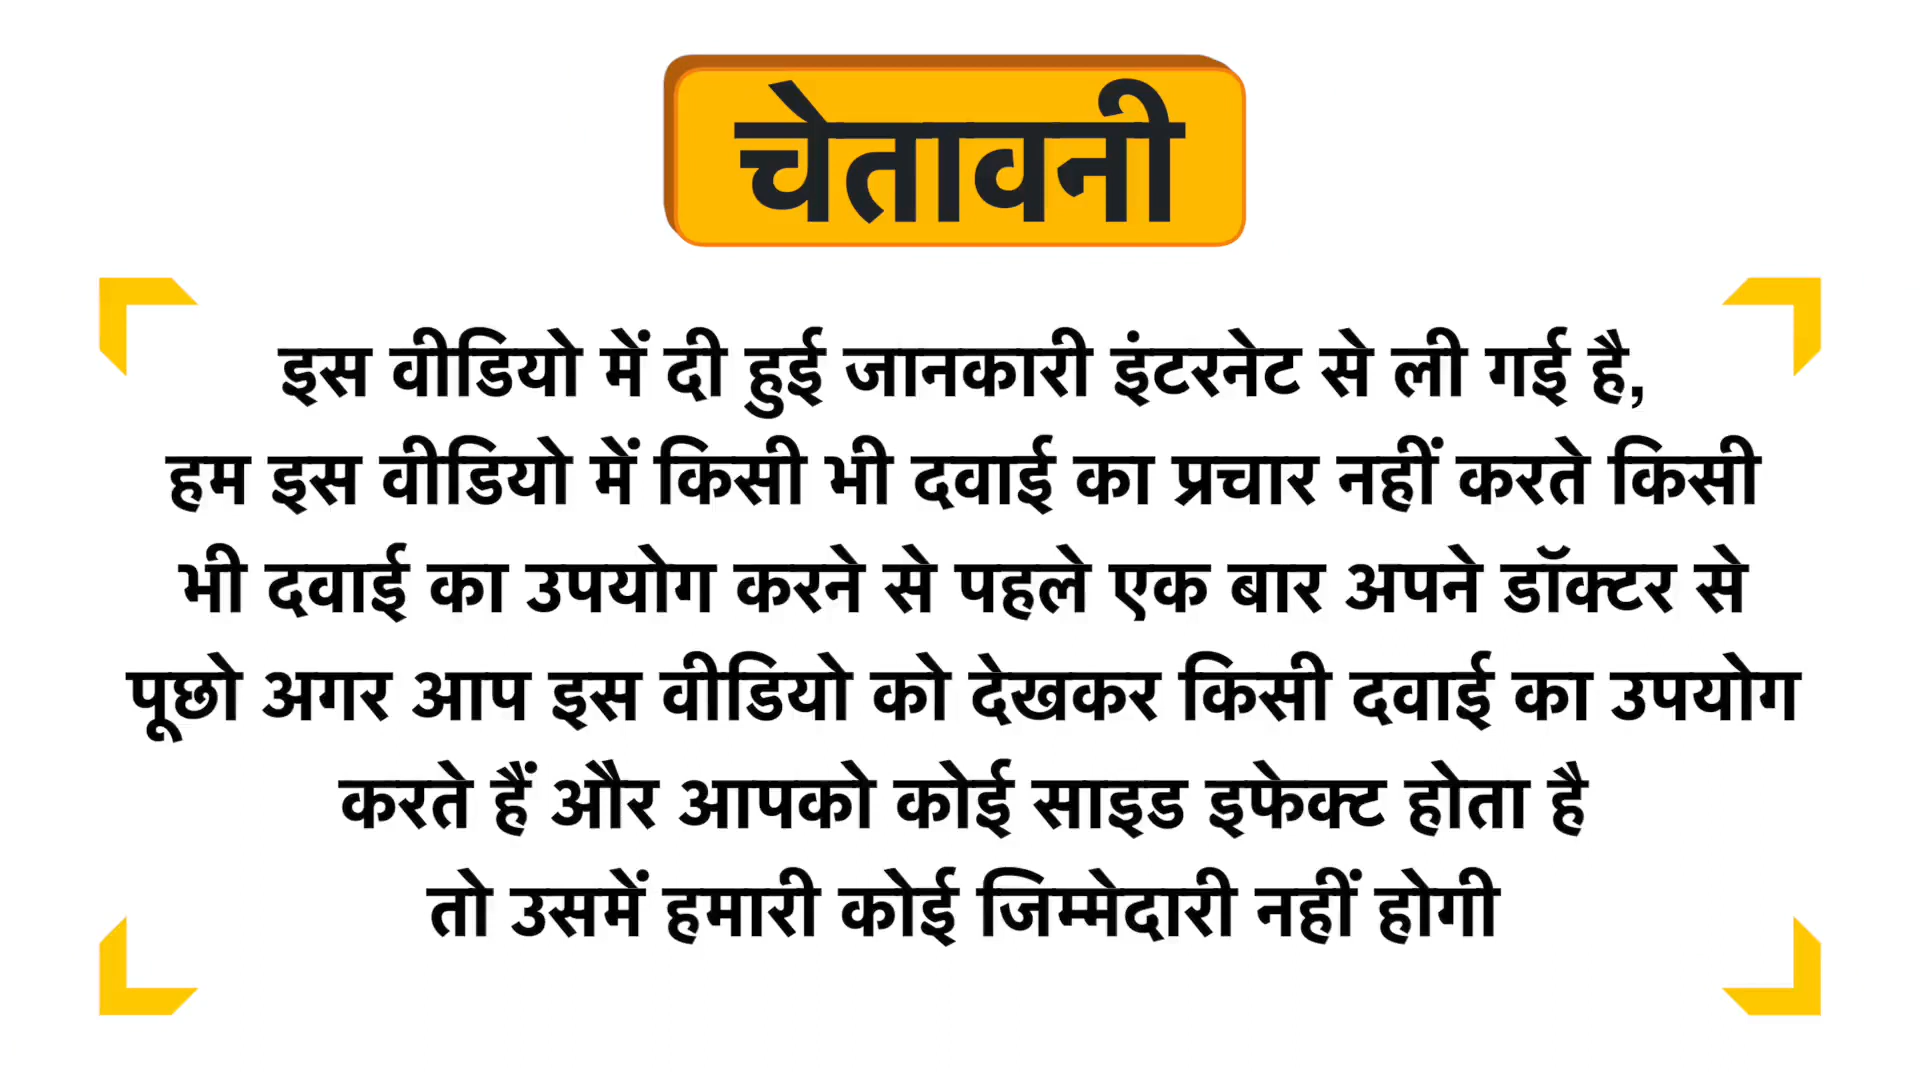 चेतावनी
इस वीडियो में दी हुई जानकारी इंटरनेट से ली गई है,
हम इस वीडियो में किसी भी दवाई का प्रचार नहीं करते किसी
भी दवाई का उपयोग करने से पहले एक बार अपने डॉक्टर से
पूछो अगर आप इस वीडियो को देखकर किसी दवाई का उपयोग
करते हैं और आपको कोई साइड इफेक्ट होता है
तो उसमें हमारी कोई जिम्मेदारी नहीं होगी